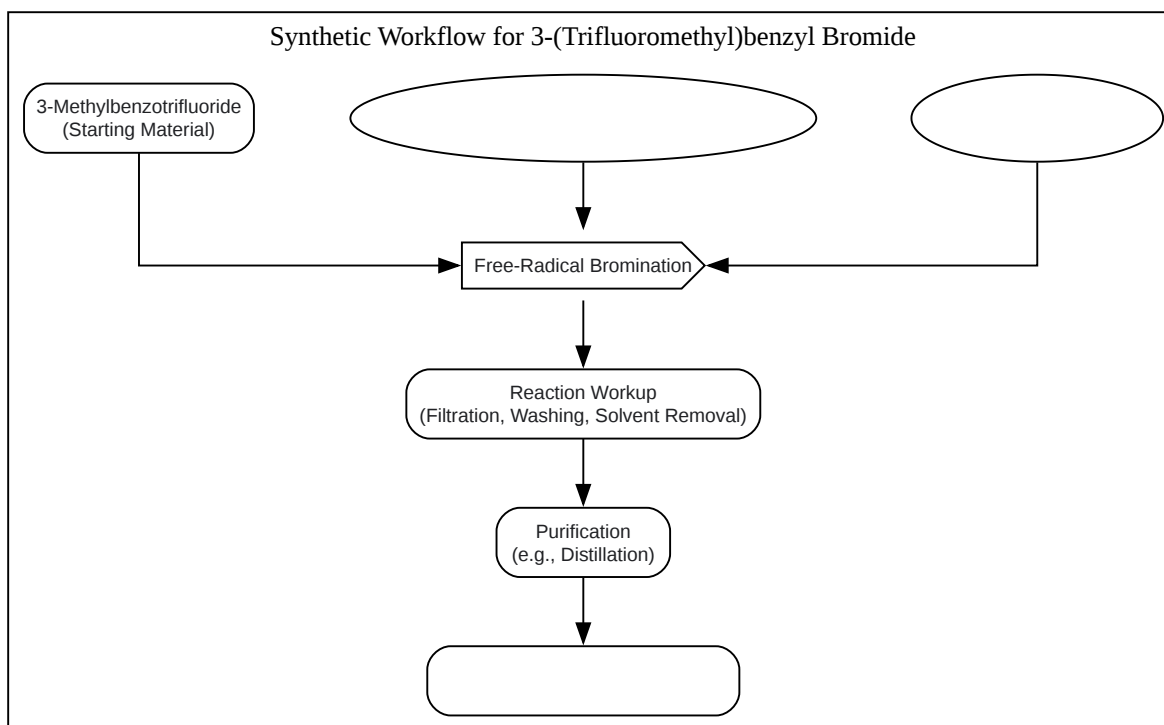 Synthetic Workflow for 3-(Trifluoromethyl)benzyl Bromide
3-Methylbenzotrifluoride
(Starting Material)
Free-Radical Bromination
Reaction Workup
(Filtration, Washing, Solvent Removal)
Purification
(e.g., Distillation)